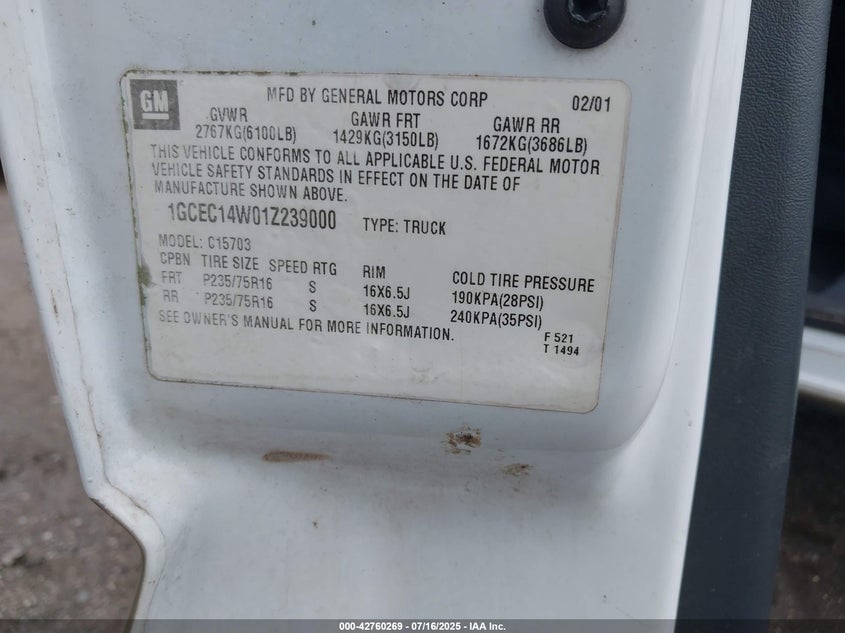 GM
MFD BY GENERAL MOTORS CORP 02/01
GVWR GAWR FRT GAWR RR
2767KG(6100LB) 1429KG(3150LB) 1672KG(3686LB)
THIS VEHICLE CONFORMS TO ALL APPLICABLE U.S. FEDERAL MOTOR
VEHICLE SAFETY STANDARDS IN EFFECT ON THE DATE OF
MANUFACTURE SHOWN ABOVE.
1GCEC14W01Z239000 TYPE: TRUCK
MODEL: C15703
CPBN TIRE SIZE SPEED RTG RIM COLD TIRE PRESSURE
FRT P235/75R16 S 16X6.5J 190KPA(28PSI)
RR P235/75R16 S 16X6.5J 240KPA(35PSI)
SEE OWNER'S MANUAL FOR MORE INFORMATION.
F 521
T 1494
000-42760269 - 07/16/2025 - IAA Inc.